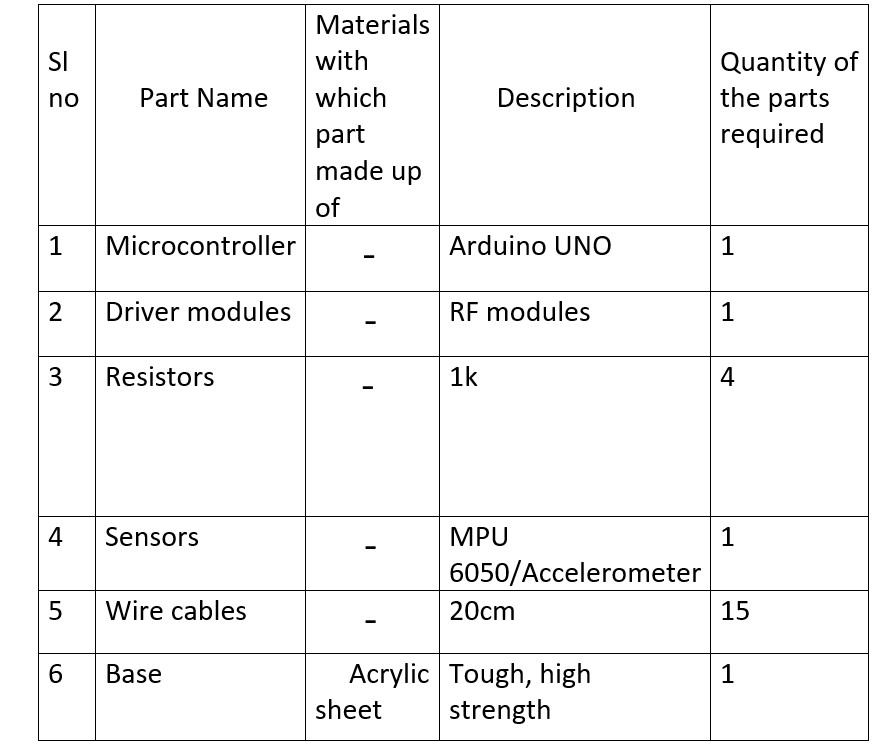 Sl
no
Part Name
Materials
with
which
part
made up
of
Description
Quantity of
the parts
required
1
Microcontroller
-
Arduino UNO
1
2
Driver modules
-
RF modules
1
3
Resistors
-
1k
4
4
Sensors
-
MPU
6050/Accelerometer
1
5
Wire cables
-
20cm
15
6
Base
Acrylic
sheet
Tough, high
strength
1